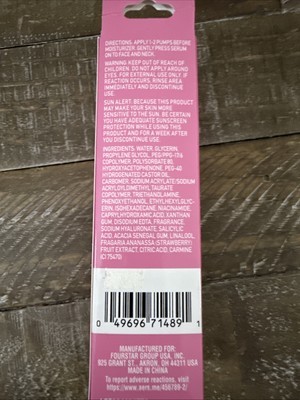 DIRECTIONS: APPLY 1-2 PUMPS BEFORE
MOISTURIZER. GENTLY PRESS SERUM
ON TO FACE AND NECK.
WARNING: KEEP OUT OF REACH OF
CHILDREN. DO NOT APPLY AROUND
EYES. FOR EXTERNAL USE ONLY. IF
REACTION OCCURS, RINSE AREA
IMMEDIATELY AND DISCONTINUE
USE.
SUN ALERT: BECAUSE THIS PRODUCT
MAY MAKE YOUR SKIN MORE
SENSITIVE TO THE SUN. BE CERTAIN
YOU HAVE ADEQUATE SUNSCREEN
PROTECTION WHILE USING THIS
PRODUCT AND FOR A WEEK AFTER
YOU DISCONTINUE USE.
INGREDIENTS: WATER, GLYCERIN,
PROPYLENE GLYCOL, PEG/PPG-17/6
COPOLYMER, POLYSORBATE 80,
HYDROXYACETOPHENONE, PEG-40
HYDROGENATED CASTOR OIL,
CARBOMER, SODIUM ACRYLATE/SODIUM
ACRYLOYLDIMETHYL TAURATE
COPOLYMER, TRIETHANOLAMINE,
PHENOXYETHANOL, ETHYLHEXYLGLYC-
ERIN, ISOHEXADECANE, NIACINAMIDE,
CAPRYLHYDROXAMIC ACID, XANTHAN
GUM, DISODIUM EDTA, FRAGRANCE,
SODIUM HYALURONATE, SALICYLIC
ACID, ACACIA SENEGAL GUM, LINALOOL,
FRAGARIA ANANASSA (STRAWBERRY)
FRUIT EXTRACT, CITRIC ACID, CARMINE
(CI 75470)
0 49696 71489 1
MANUFACTURED FOR:
FOURSTAR GROUP USA, INC.
925 GRANT ST., AKRON, OH 44311 USA
MADE IN CHINA
To report adverse reactions, visit
https://www.xers.me/456789-2/